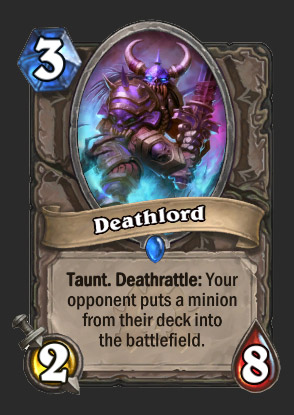 3
Deathlord
Taunt. Deathrattle: Your
opponent puts a minion
from their deck into
the battlefield.
2
8